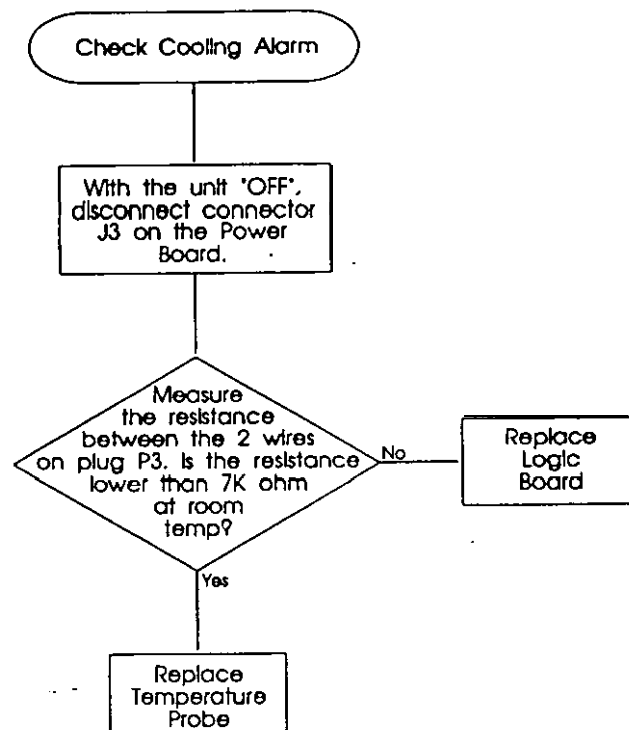 Check Cooling Alarm
With the unit "OFF",
disconnect connector
J3 on the Power
Board.
Measure
the resistance
between the 2 wires
on plug P3. Is the resistance
lower than 7K ohm
at room
temp?
No
Replace
Logic
Board
Yes
Replace
Temperature
Probe